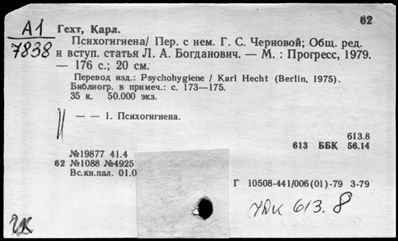 62
А1
7838
Гехт, Карл.
Психогигиена/ Пер. с нем. Г. С. Черновой; Общ. ред.
и вступ. статья Л. А. Богданович. — М. : Прогресс, 1979.
— 176 с.; 20 см.
Перевод изд.: Psychohygiene / Karl Hecht (Berlin, 1975).
Библиогр. в примеч.: с. 173—175.
35 к. 50.000 экз.
— — 1. Психогигиена.
613.8
613 ББК 56.14
№19877 41.4
62 №1088 №4925
Вс.кн.пал. 01.0
Г 10508-441/006(01)-79 3-79
УДК 613.8